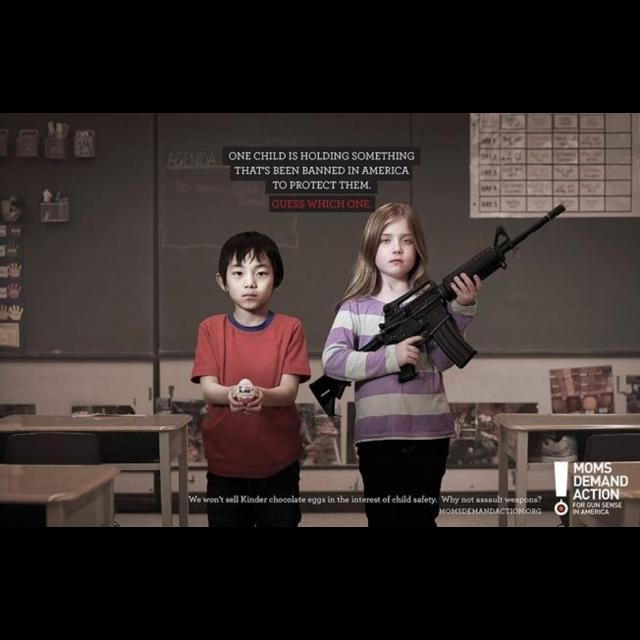 ONE CHILD IS HOLDING SOMETHING
THAT'S BEEN BANNED IN AMERICA
TO PROTECT THEM.
GUESS WHICH ONE.
AGENDA
We won't sell Kinder chocolate eggs in the interest of child safety. Why not assault weapons?
MOMSDEMANDACTION.ORG
MOMS
DEMAND
ACTION
FOR GUN SENSE
IN AMERICA